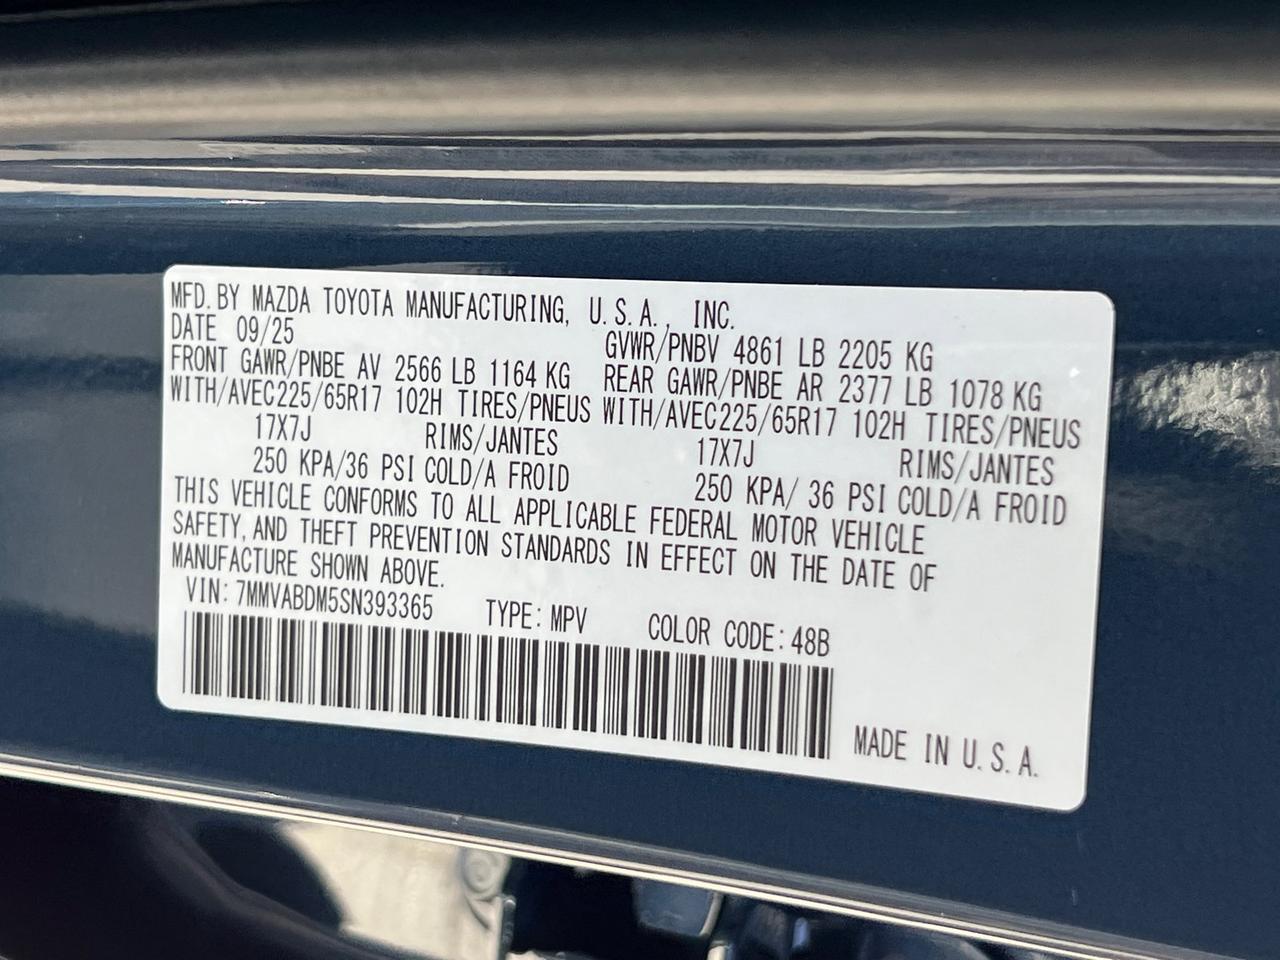 MFD. BY MAZDA TOYOTA MANUFACTURING, U.S.A., INC.
DATE 09/25 GVWR/PNBV 4861 LB 2205 KG
FRONT GAWR/PNBE AV 2566 LB 1164 KG REAR GAWR/PNBE AR 2377 LB 1078 KG
WITH/AVEC225/65R17 102H TIRES/PNEUS WITH/AVEC225/65R17 102H TIRES/PNEUS
17X7J RIMS/JANTES 17X7J RIMS/JANTES
250 KPA/36 PSI COLD/A FROID 250 KPA/ 36 PSI COLD/A FROID
THIS VEHICLE CONFORMS TO ALL APPLICABLE FEDERAL MOTOR VEHICLE
SAFETY, AND THEFT PREVENTION STANDARDS IN EFFECT ON THE DATE OF
MANUFACTURE SHOWN ABOVE.
VIN: 7MMVABDM5SN393365 TYPE: MPV COLOR CODE: 48B
MADE IN U.S.A.